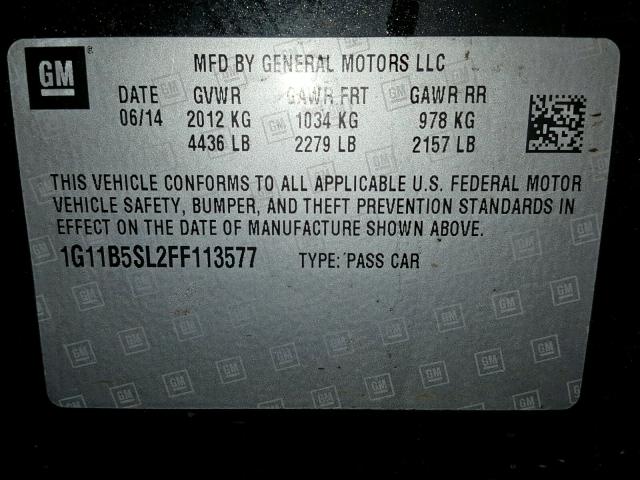 GM ®
MFD BY GENERAL MOTORS LLC
DATE GVWR GAWR FRT GAWR RR
06/14 2012 KG 1034 KG 978 KG
4436 LB 2279 LB 2157 LB
THIS VEHICLE CONFORMS TO ALL APPLICABLE U.S. FEDERAL MOTOR
VEHICLE SAFETY, BUMPER, AND THEFT PREVENTION STANDARDS IN
EFFECT ON THE DATE OF MANUFACTURE SHOWN ABOVE.
1G11B5SL2FF113577 TYPE: PASS CAR